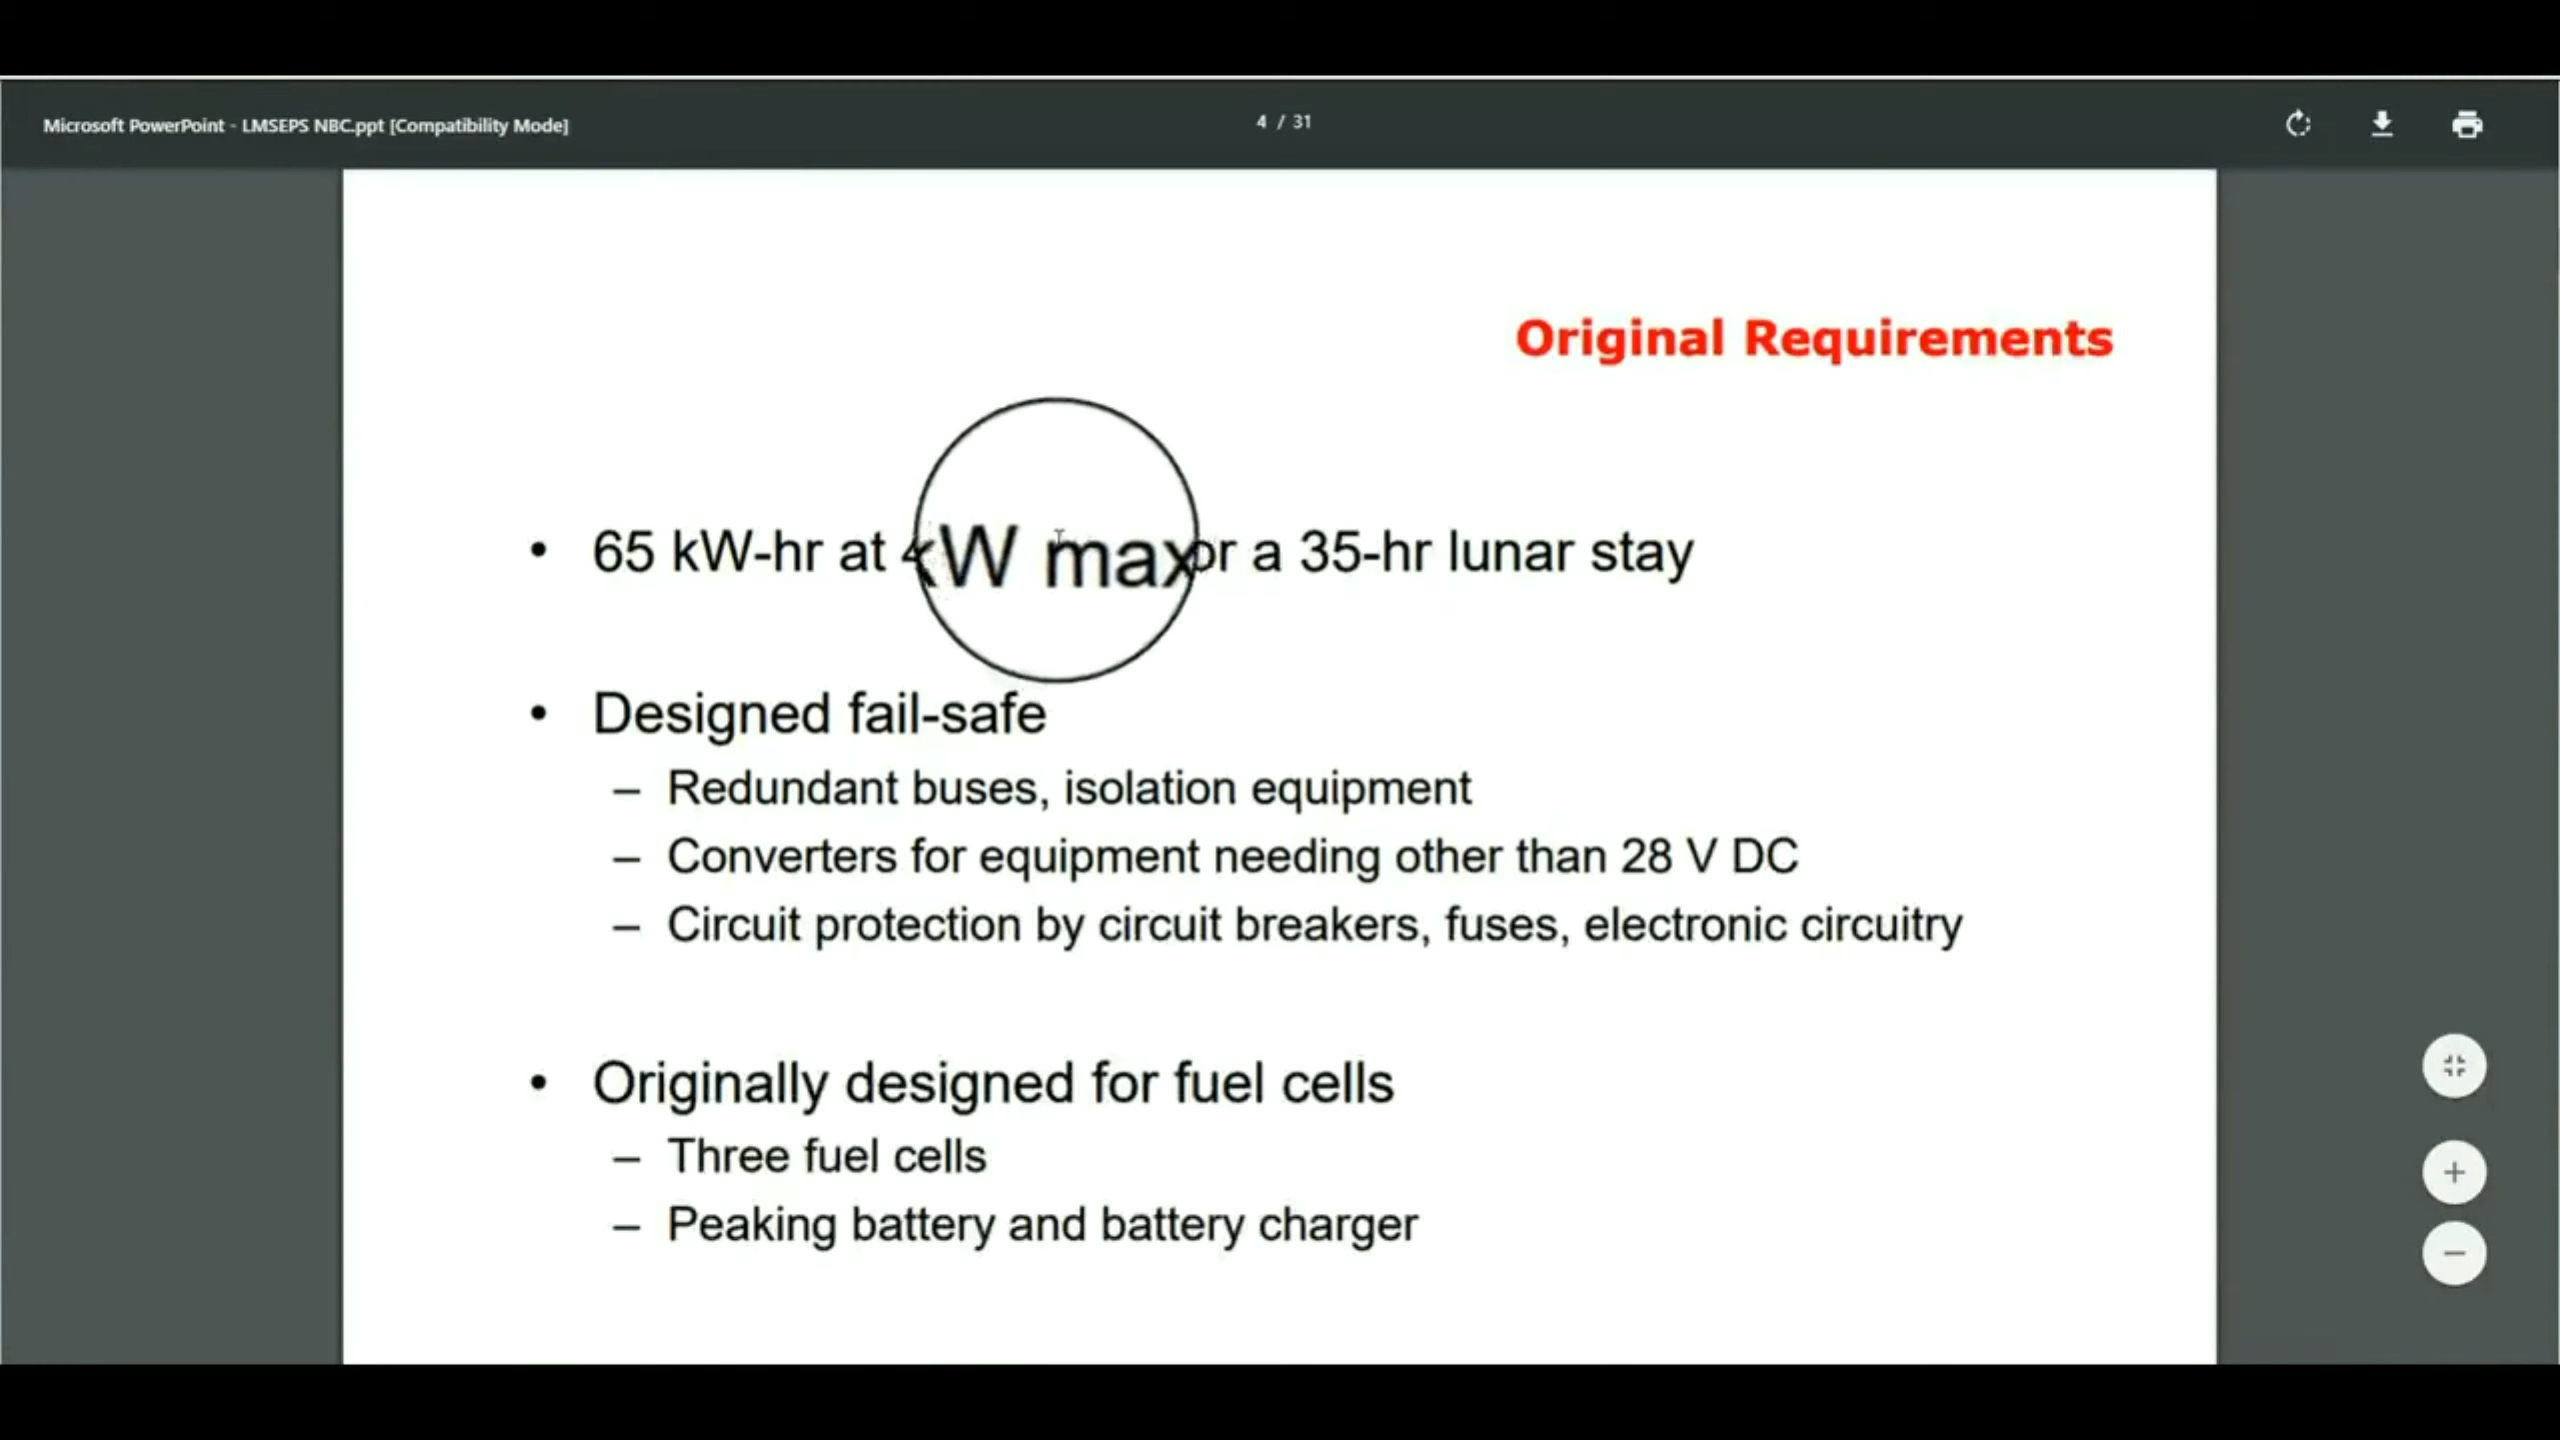 Microsoft PowerPoint - LMSEPS NBC.ppt [Compatibility Mode]
4 / 31
Original Requirements
• 65 kW-hr at kW max or a 35-hr lunar stay
• Designed fail-safe
– Redundant buses, isolation equipment
– Converters for equipment needing other than 28 V DC
– Circuit protection by circuit breakers, fuses, electronic circuitry
• Originally designed for fuel cells
– Three fuel cells
– Peaking battery and battery charger